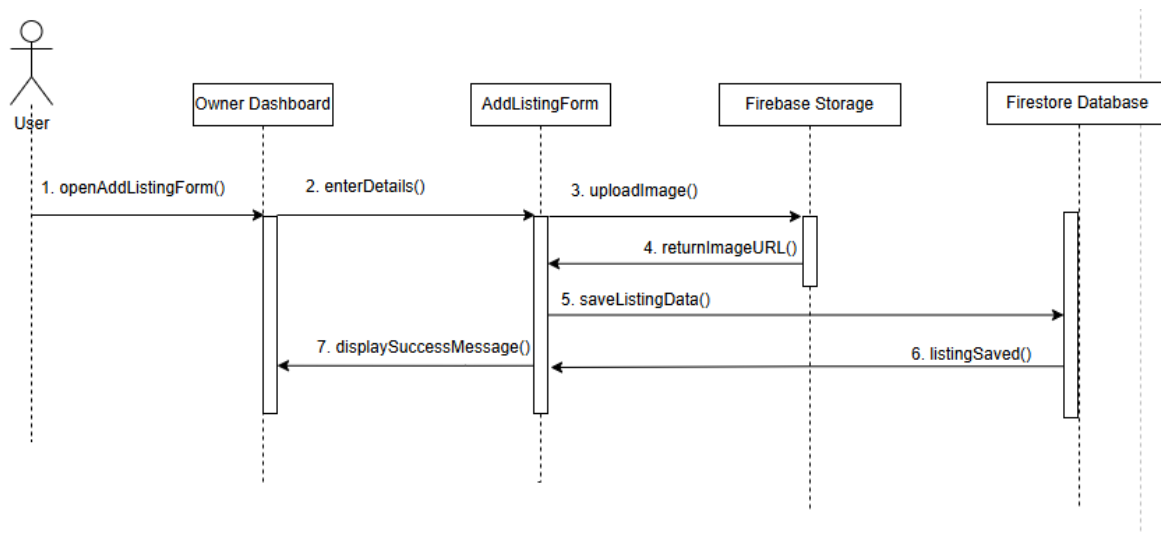 Owner Dashboard
AddListingForm
Firebase Storage
Firestore Database
User
1. openAddListingForm()
2. enterDetails()
3. uploadImage()
4. returnImageURL()
5. saveListingData()
7. displaySuccessMessage()
6. listingSaved()